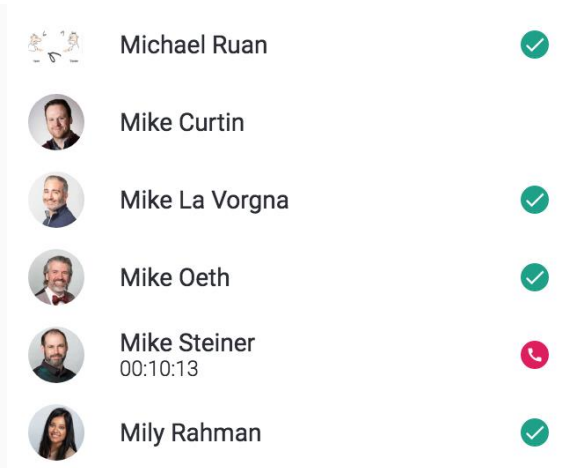 Michael Ruan
Mike Curtin
Mike La Vorgna
Mike Oeth
Mike Steiner
00:10:13
Mily Rahman